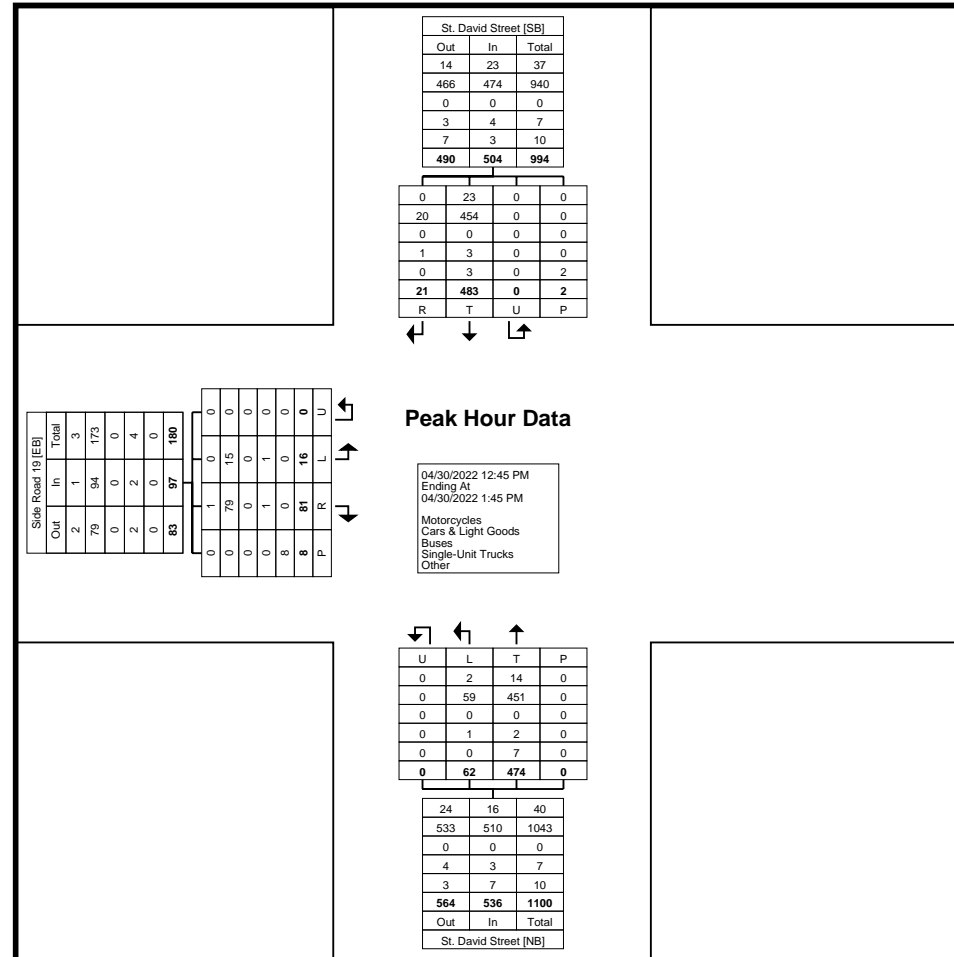 St. David Street [SB]
Out In Total
14 23 37
466 474 940
0 0 0
3 4 7
7 3 10
490 504 994
0 23 0 0
20 454 0 0
0 0 0 0
1 3 0 0
0 3 0 2
21 483 0 2
R T U P
Side Road 19 [EB]
Total 3 173 0 4 0 180
In 1 94 0 2 0 97
Out 2 79 0 2 0 83
0 0 0 0 0 0 U
0 15 0 1 0 16 L
1 79 0 1 0 81 R
0 0 0 0 8 8 P
Peak Hour Data
04/30/2022 12:45 PM
Ending At
04/30/2022 1:45 PM
Motorcycles
Cars & Light Goods
Buses
Single-Unit Trucks
Other
U L T P
0 2 14 0
0 59 451 0
0 0 0 0
0 1 2 0
0 0 7 0
0 62 474 0
24 16 40
533 510 1043
0 0 0
4 3 7
3 7 10
564 536 1100
Out In Total
St. David Street [NB]